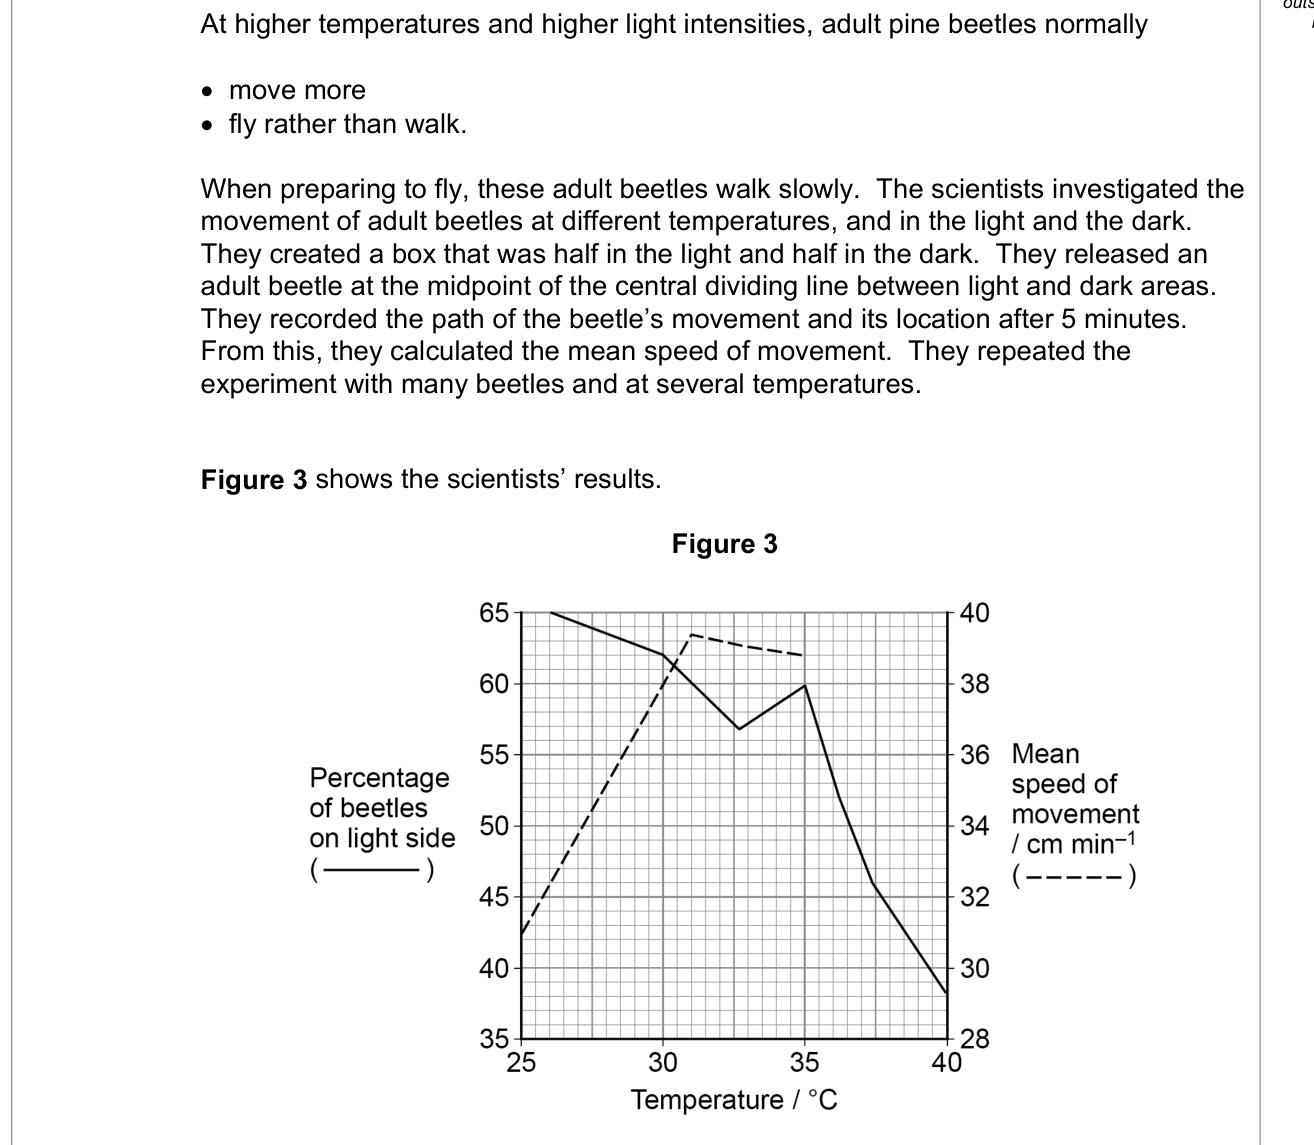 outs
At higher temperatures and higher light intensities, adult pine beetles normally
• move more
• fly rather than walk.
When preparing to fly, these adult beetles walk slowly. The scientists investigated the
movement of adult beetles at different temperatures, and in the light and the dark.
They created a box that was half in the light and half in the dark. They released an
adult beetle at the midpoint of the central dividing line between light and dark areas.
They recorded the path of the beetle’s movement and its location after 5 minutes.
From this, they calculated the mean speed of movement. They repeated the
experiment with many beetles and at several temperatures.
Figure 3 shows the scientists’ results.
Figure 3
65
60
55
50
45
40
35
Percentage
of beetles
on light side
( )
40
38
36
34
32
30
28
Mean
speed of
movement
/ cm min⁻¹
( )
25 30 35 40
Temperature / °C